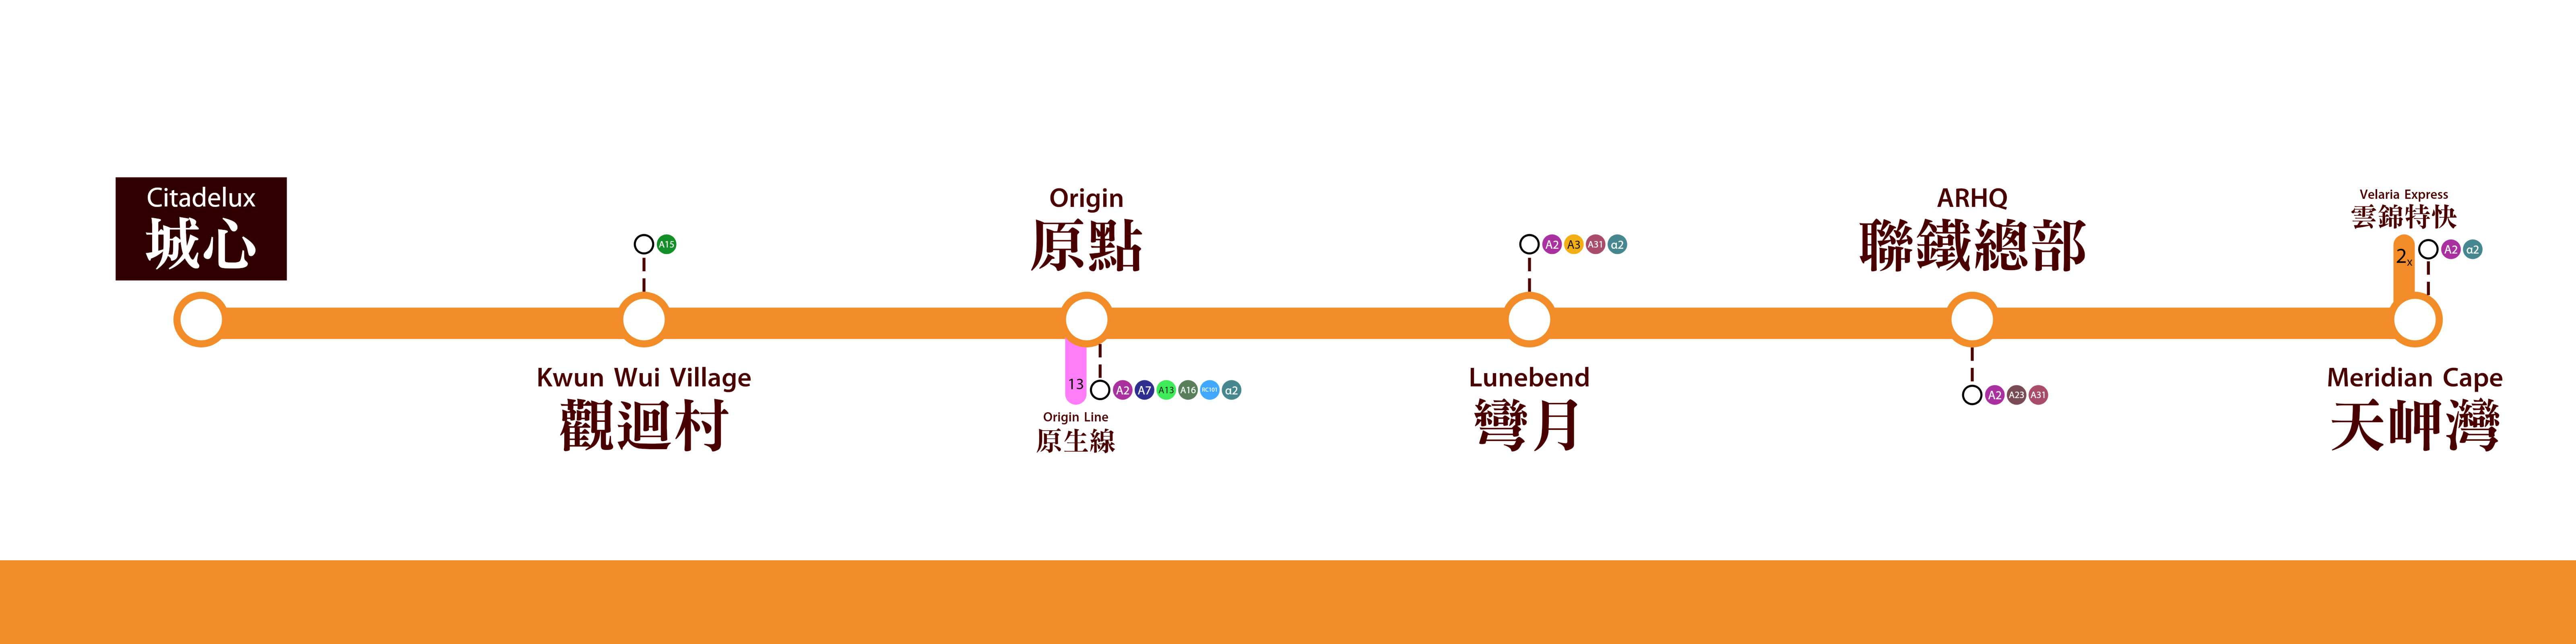 Citadelux
城心
A15
Kwun Wui Village
觀迴村
Origin
原點
13
A2 A7 A13 A16 RC101 α2
Origin Line
原生線
A2 A3 A31 α2
Lunebend
彎月
ARHQ
聯鐵總部
A2 A23 A31
Velaria Express
雲錦特快
2x
A2 α2
Meridian Cape
天岬灣